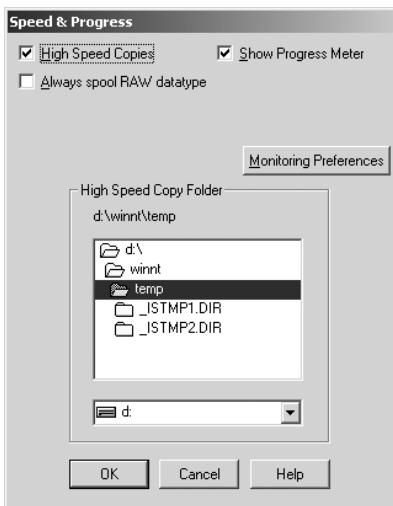 Speed & Progress
High Speed Copies
Show Progress Meter
Always spool RAW datatype
Monitoring Preferences
High Speed Copy Folder
d:\winnt\temp
d:\
winnt
temp
_ISTMP1.DIR
_ISTMP2.DIR
d:
OK
Cancel
Help